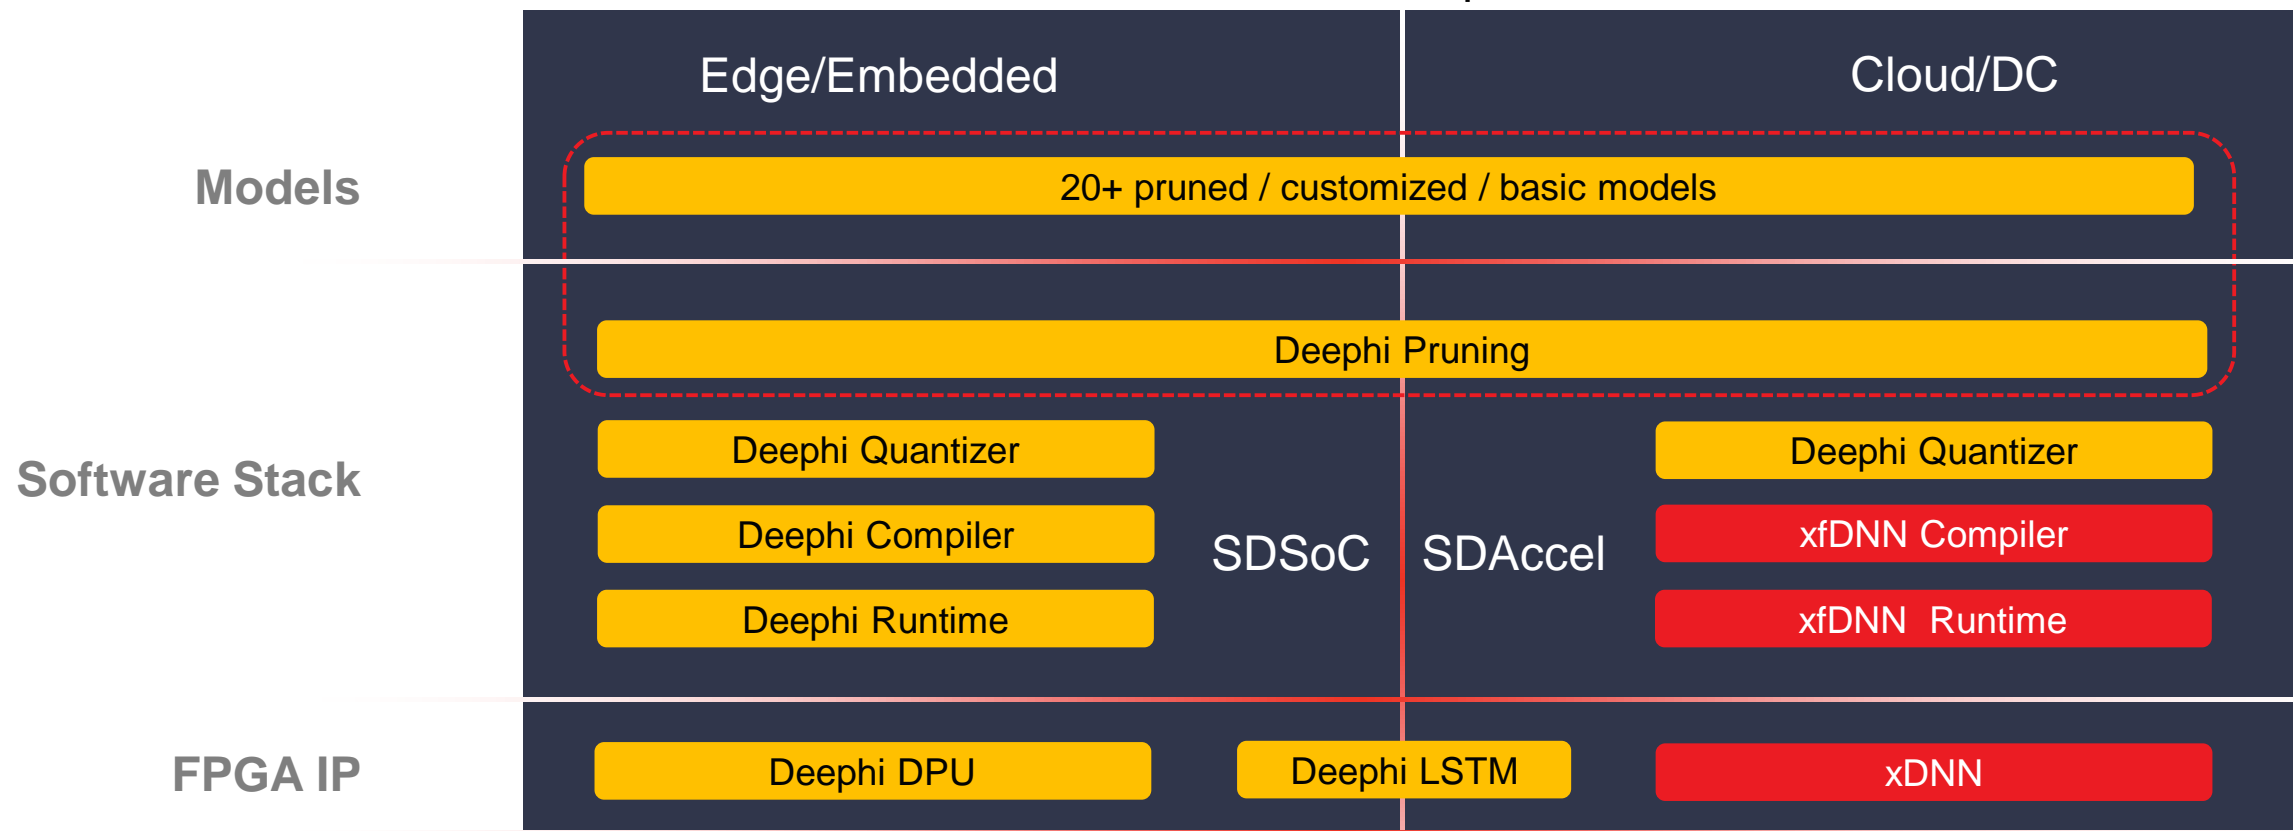 Edge/Embedded
Cloud/DC
Models
20+ pruned / customized / basic models
Deephi Pruning
Software Stack
Deephi Quantizer
Deephi Quantizer
Deephi Compiler
SDSoC
SDAccel
xfDNN Compiler
Deephi Runtime
xfDNN Runtime
FPGA IP
Deephi DPU
Deephi LSTM
xDNN